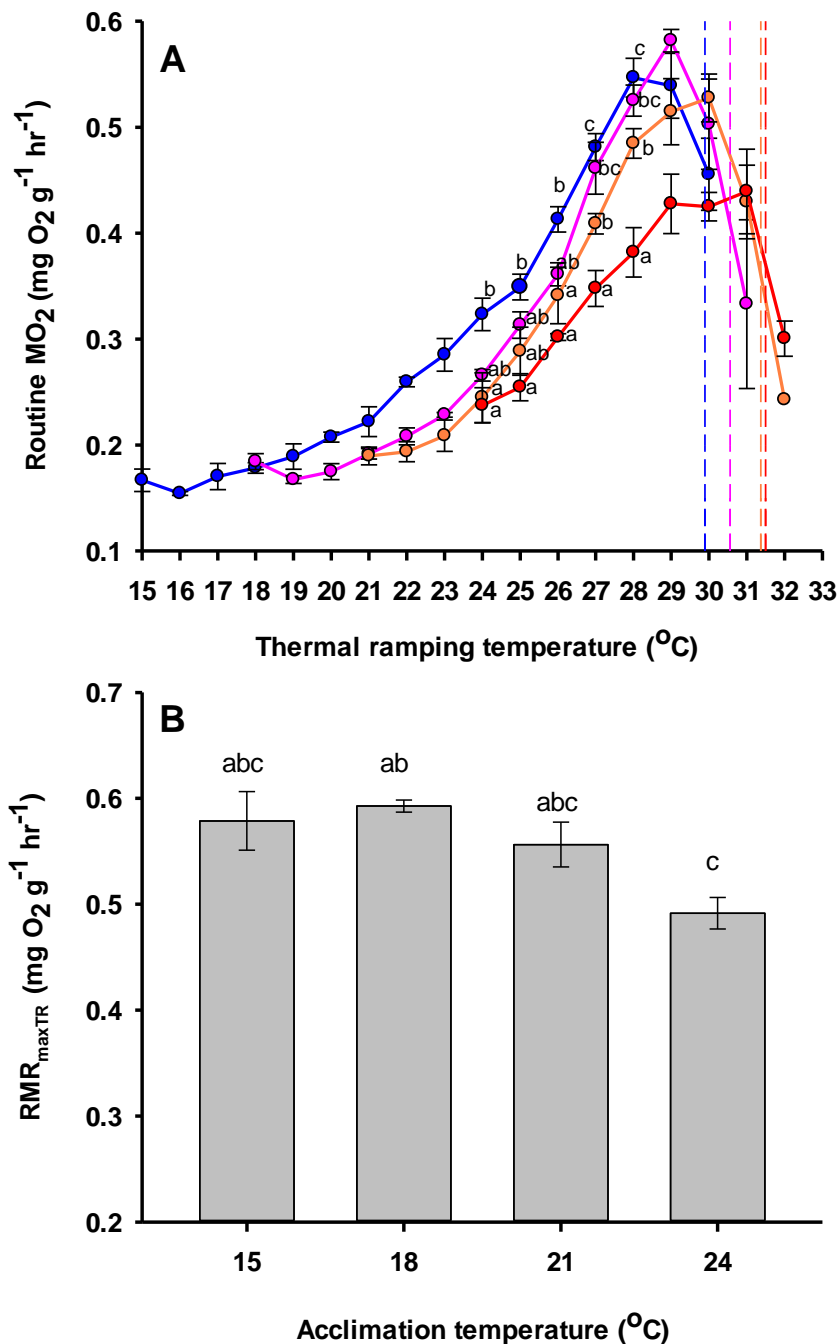 A
Routine MO2 (mg O2 g-1 hr-1)
0.6
0.5
0.4
0.3
0.2
0.1
c
c
bc
b
bc
b
b
b
ab
a
a
b
ab
a
b
ab
ab
a
ab
a
a
15 16 17 18 19 20 21 22 23 24 25 26 27 28 29 30 31 32 33
Thermal ramping temperature (oC)
B
RMRmaxTR (mg O2 g-1 hr-1)
0.7
0.6
0.5
0.4
0.3
0.2
abc
ab
abc
c
15 18 21 24
Acclimation temperature (oC)